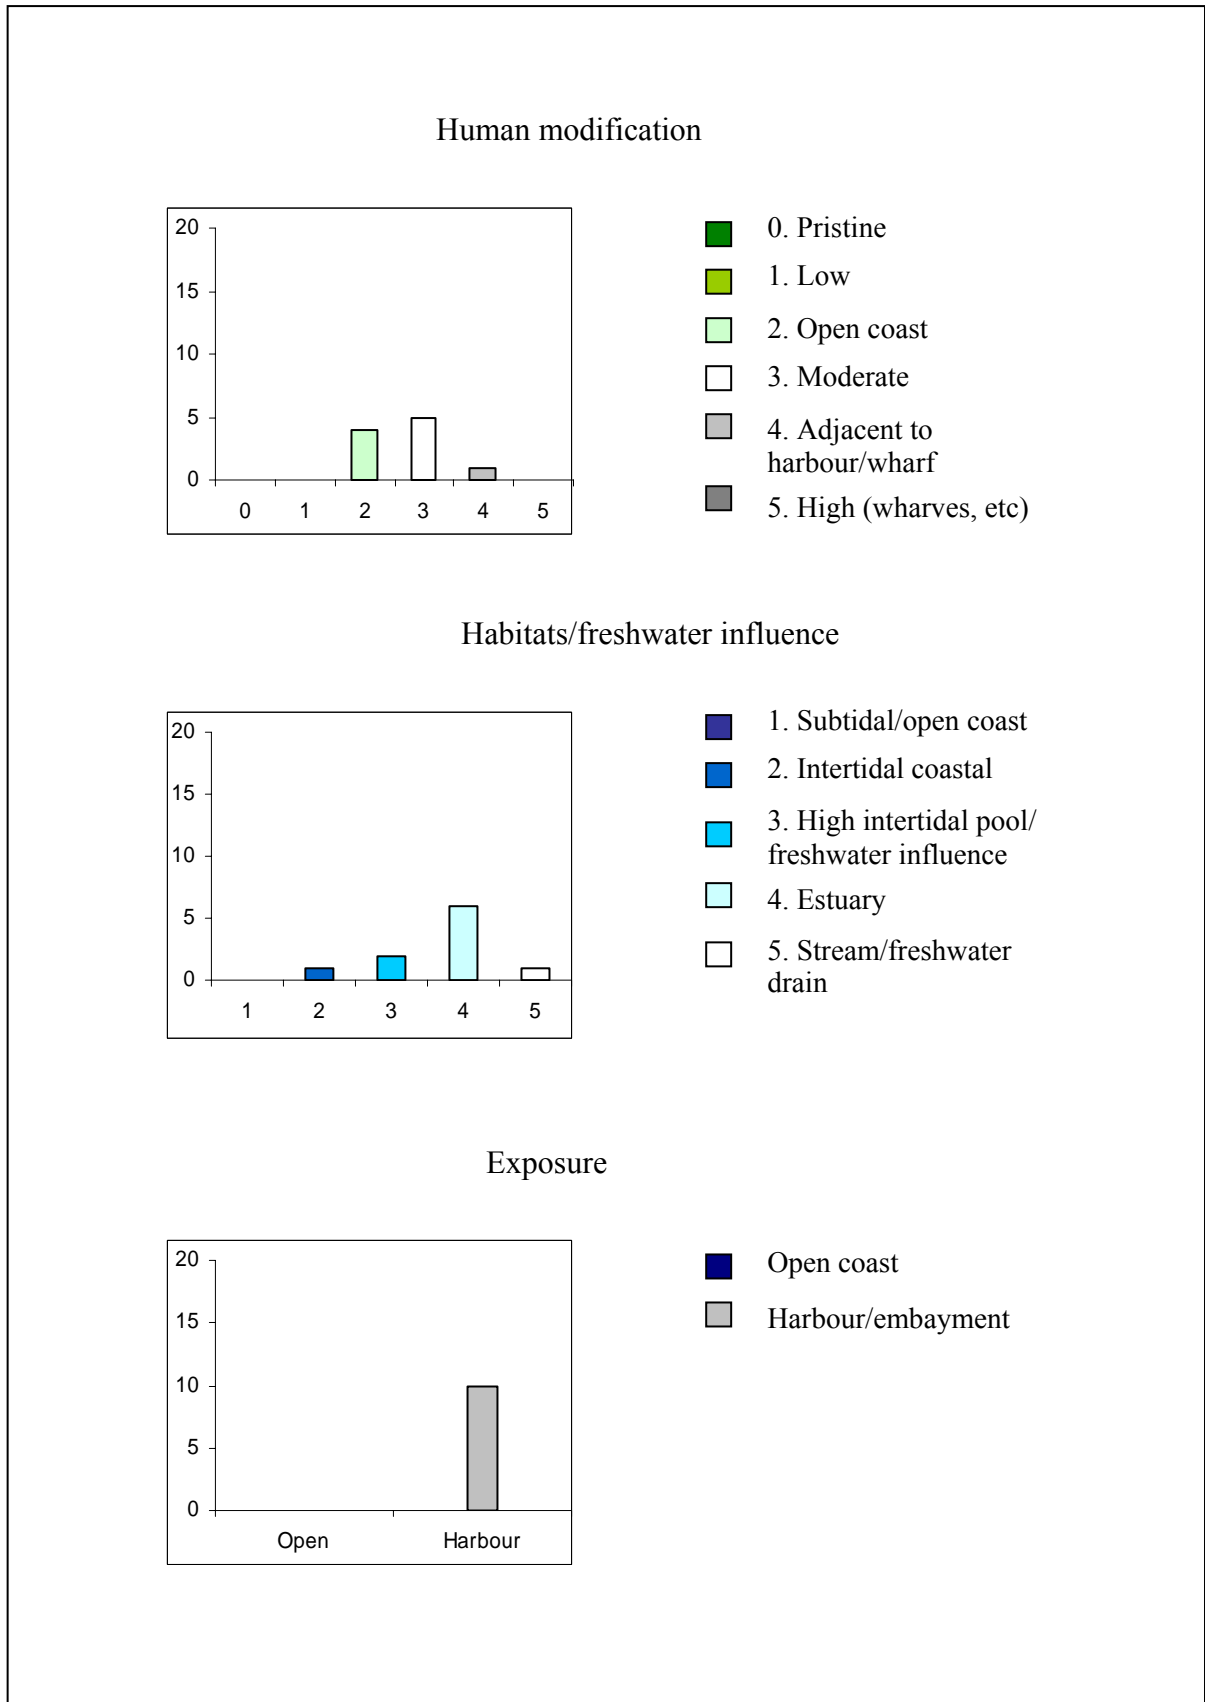 Human modification
20
15
10
5
0
0 1 2 3 4 5
0. Pristine
1. Low
2. Open coast
3. Moderate
4. Adjacent to
harbour/wharf
5. High (wharves, etc)
Habitats/freshwater influence
20
15
10
5
0
1 2 3 4 5
1. Subtidal/open coast
2. Intertidal coastal
3. High intertidal pool/
freshwater influence
4. Estuary
5. Stream/freshwater
drain
Exposure
20
15
10
5
0
Open Harbour
Open coast
Harbour/embayment